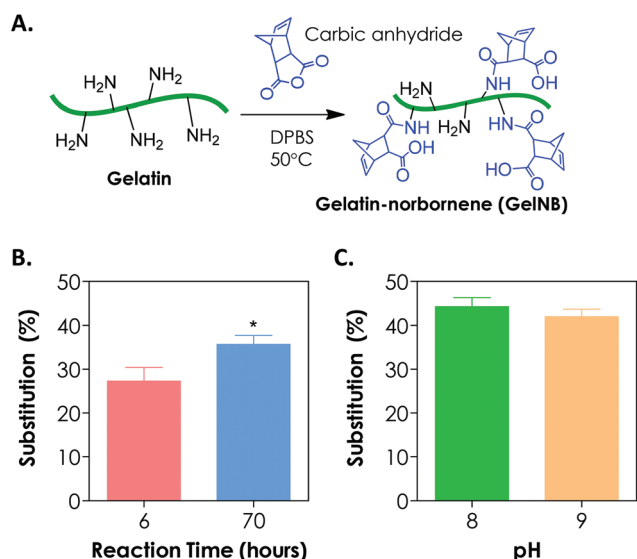 A.
Carbic anhydride
O
O
O
H₂N
NH₂
NH₂
H₂N
NH₂
NH₂
Gelatin
DPBS
50°C
O
NH
O
OH
H₂N
O
NH
OH
O
H₂N
HN
O
HO
O
Gelatin-norbornene (GelNB)
B.
Substitution (%)
50
40
30
20
10
0
*
6
70
Reaction Time (hours)
C.
Substitution (%)
50
40
30
20
10
0
8
9
pH